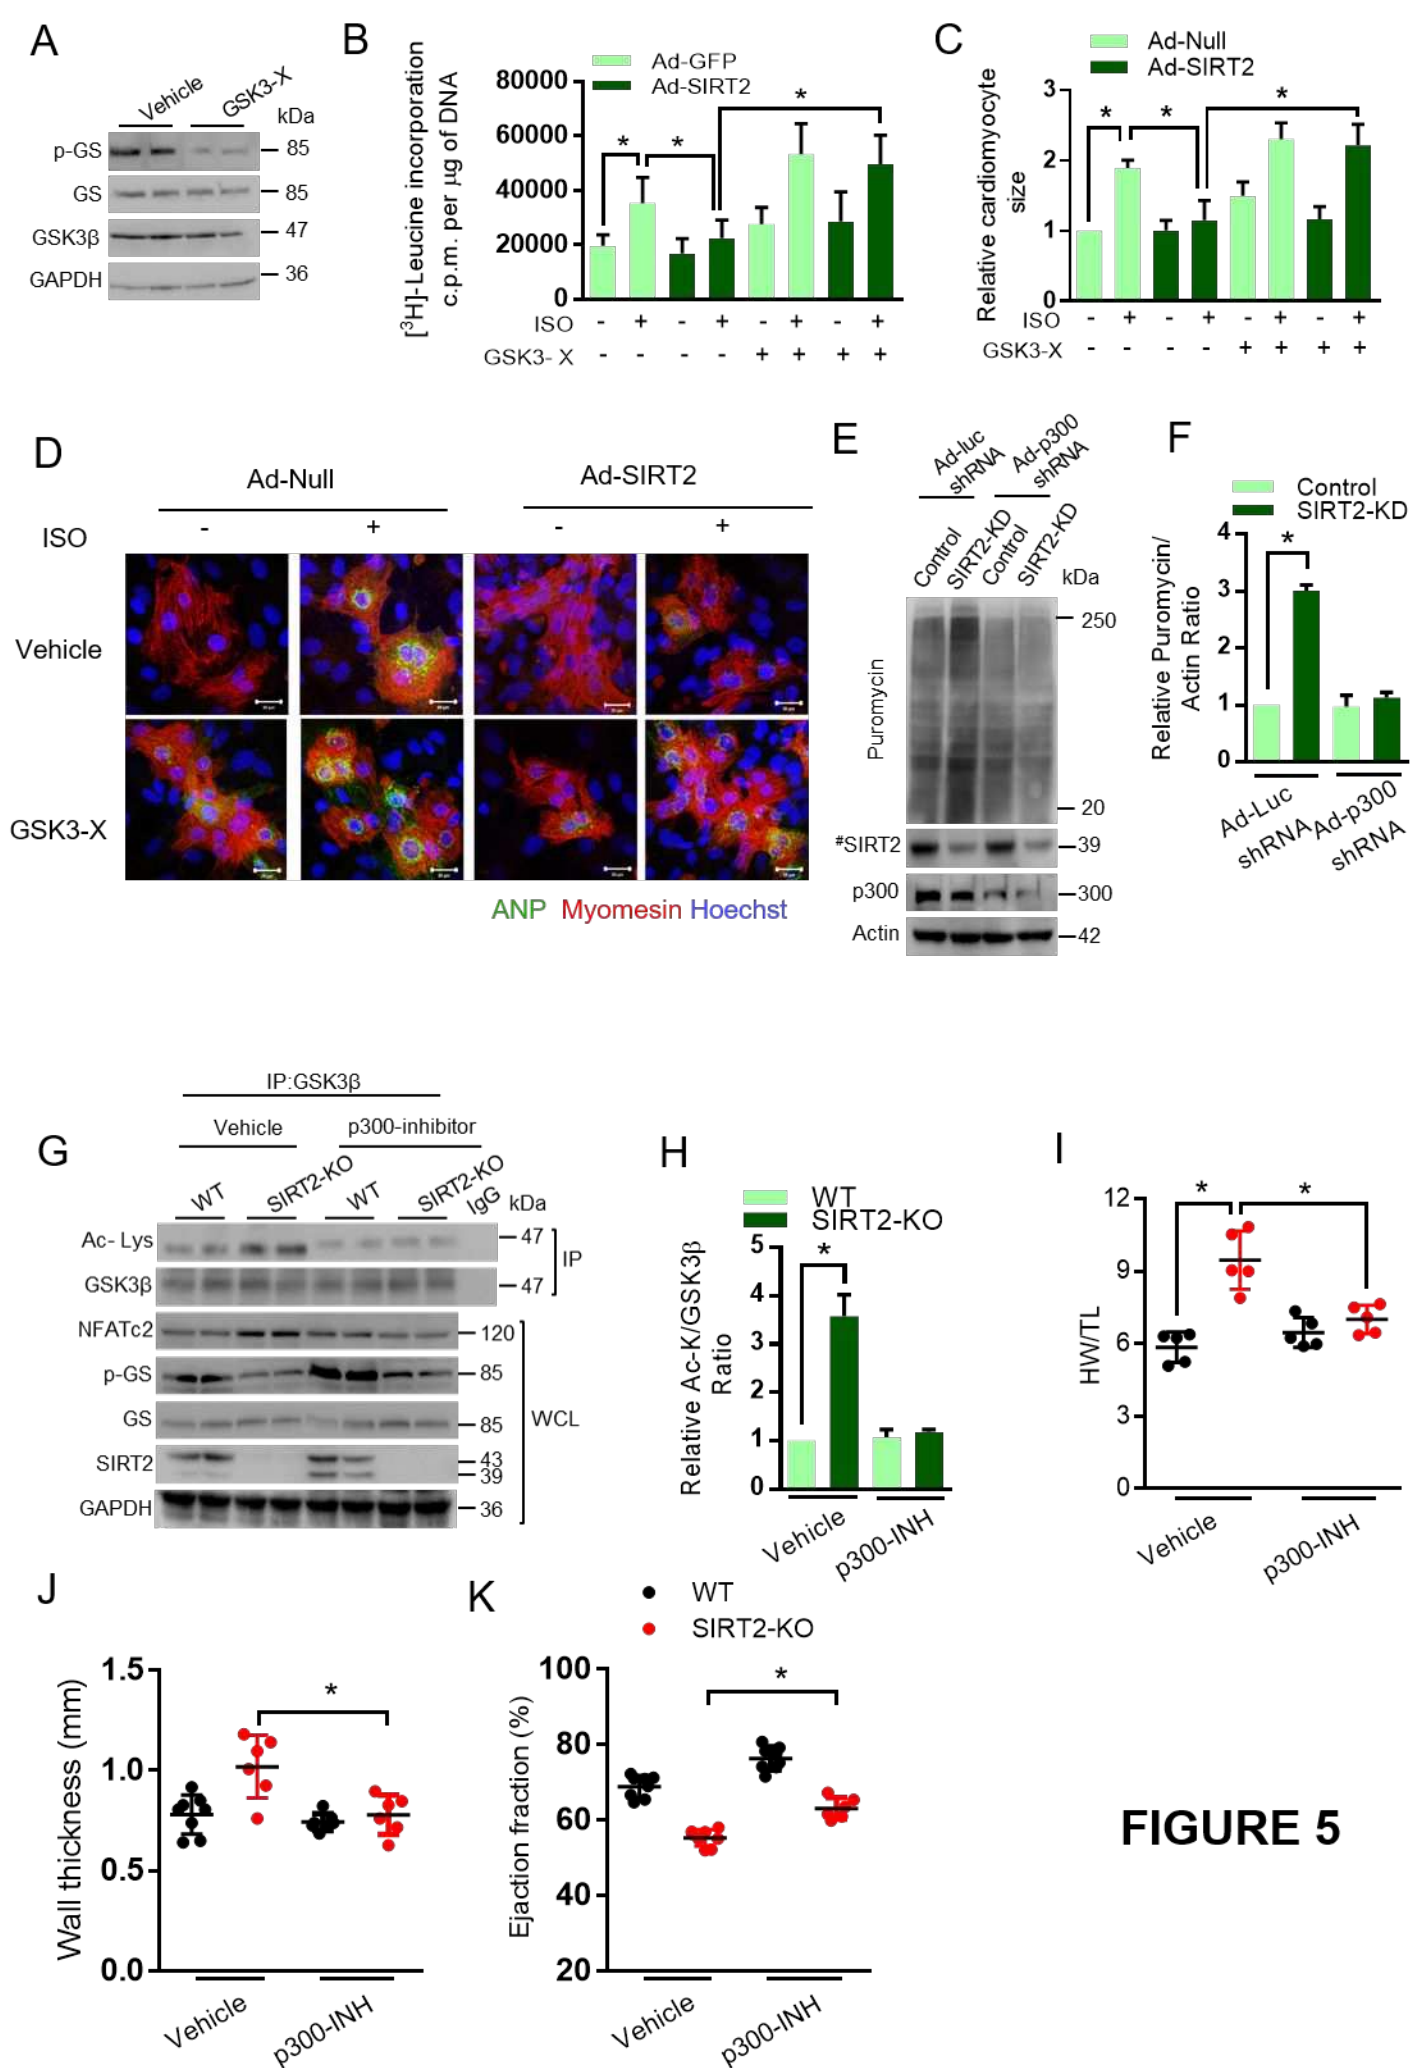 A
Vehicle
GSK3-X
kDa
p-GS
85
GS
85
GSK3β
47
GAPDH
36
B
Ad-GFP
Ad-SIRT2
[³H]-Leucine incorporation
c.p.m. per µg of DNA
80000
60000
40000
20000
0
* * *
ISO - + - + - + - +
GSK3- X - - - - + + + +
C
Ad-Null
Ad-SIRT2
Relative cardiomyocyte
size
3
2
1
0
* * *
ISO - + - + - + - +
GSK3-X - - - - + + + +
D
Ad-Null
Ad-SIRT2
ISO - + - +
Vehicle
GSK3-X
ANP Myomesin Hoechst
E
Ad-luc
shRNA
Ad-p300
shRNA
Control
SIRT2-KD
Control
SIRT2-KD
kDa
Puromycin
250
20
#SIRT2
39
p300
300
Actin
42
F
Control
SIRT2-KD
Relative Puromycin/
Actin Ratio
4
3
2
1
0
*
Ad-Luc
shRNA
Ad-p300
shRNA
G
IP:GSK3β
Vehicle
p300-inhibitor
WT
SIRT2-KO
WT
SIRT2-KO
IgG
kDa
Ac- Lys
47
GSK3β
47
IP
NFATc2
120
p-GS
85
GS
85
SIRT2
43
39
GAPDH
36
WCL
H
WT
SIRT2-KO
Relative Ac-K/GSK3β
Ratio
5
4
3
2
1
0
*
Vehicle
p300-INH
I
HW/TL
12
9
6
3
0
* *
Vehicle
p300-INH
J
Wall thickness (mm)
1.5
1.0
0.5
0.0
*
Vehicle
p300-INH
K
WT
SIRT2-KO
Ejaction fraction (%)
100
80
60
40
20
*
Vehicle
p300-INH
FIGURE 5